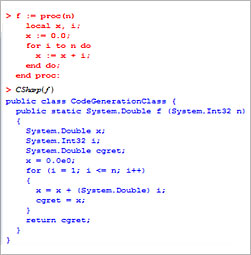 > f := proc(n)
local x, i;
x := 0.0;
for i to n do
x := x + i;
end do;
end proc:
> CSharp(f)
public class CodeGenerationClass {
public static System.Double f (System.Int32 n)
{
System.Double x;
System.Int32 i;
System.Double cgret;
x = 0.0e0;
for (i = 1; i <= n; i++)
{
x = x + (System.Double) i;
cgret = x;
}
return cgret;
}
}